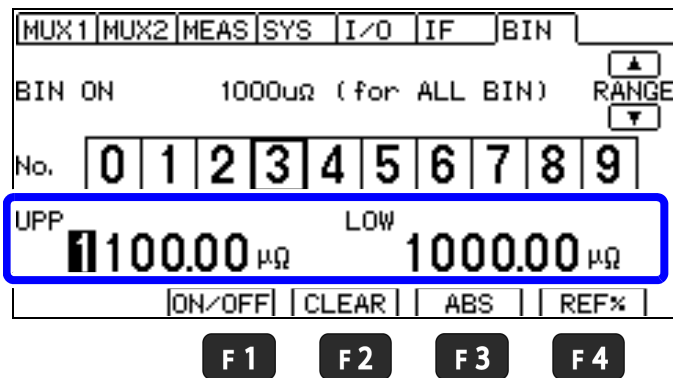 MUX1 MUX2 MEAS SYS I/O IF BIN
BIN ON 1000uΩ (for ALL BIN) RANGE
No. 0 1 2 3 4 5 6 7 8 9
UPP 1100.00 μΩ LOW 1000.00 μΩ
ON/OFF CLEAR ABS REF%
F1 F2 F3 F4